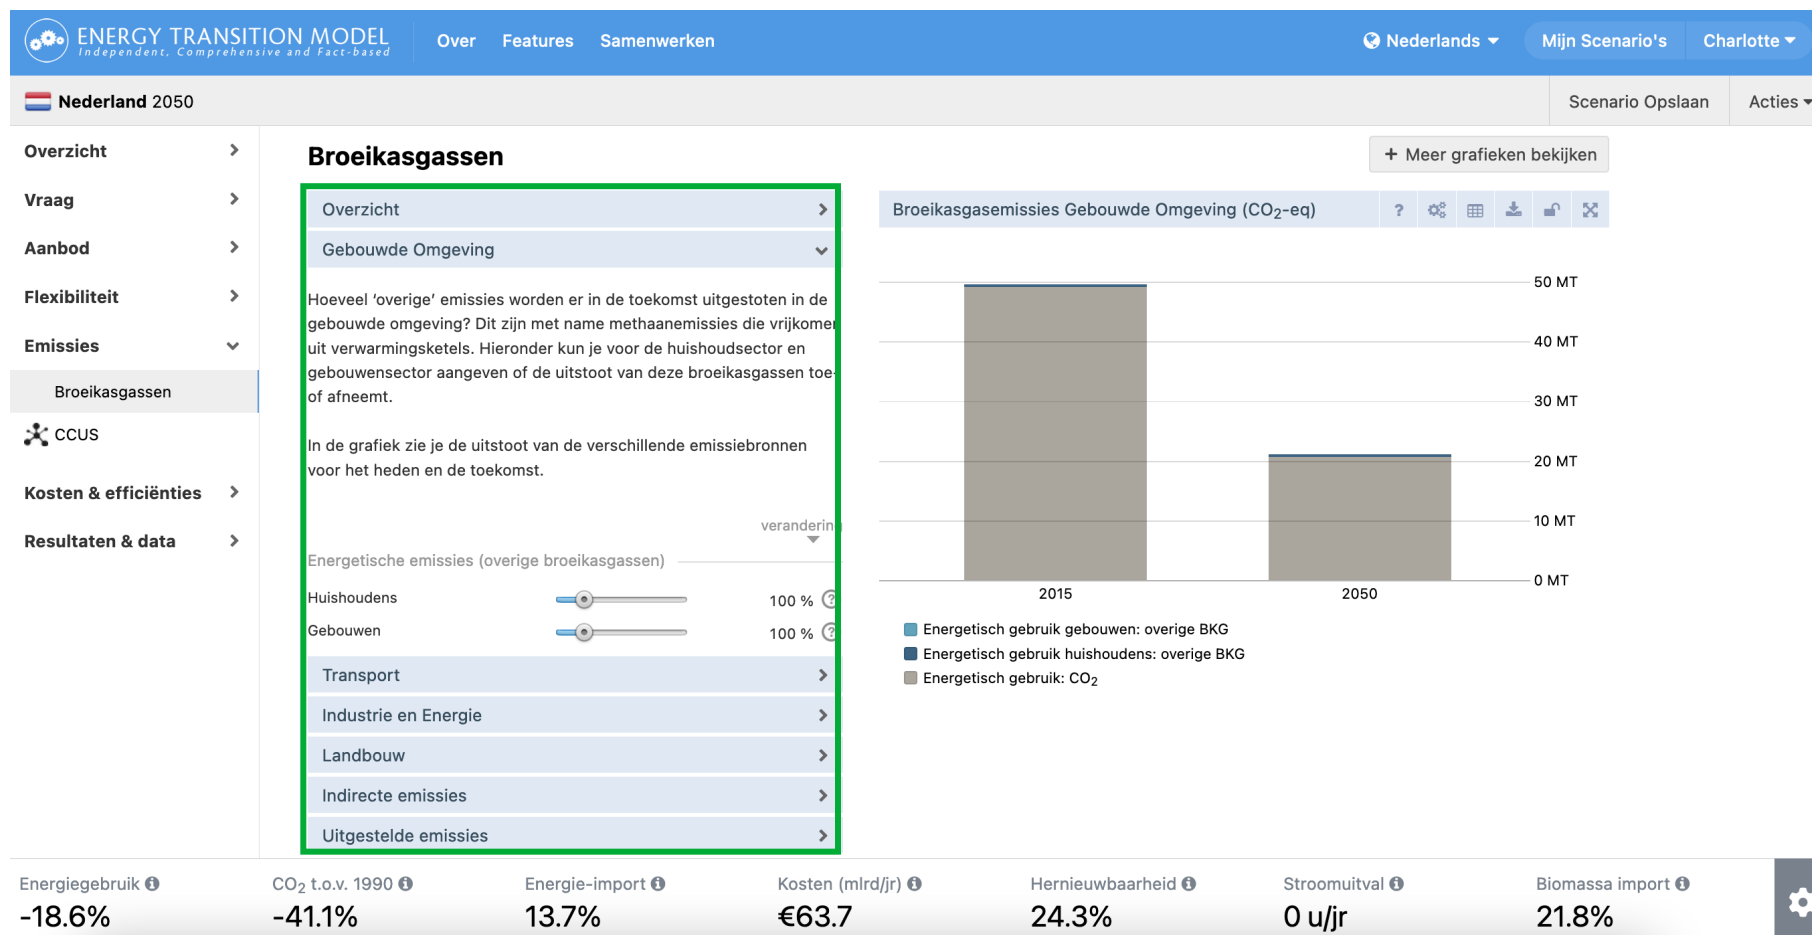 ENERGY TRANSITION MODEL
Independent, Comprehensive and Fact-based
Over
Features
Samenwerken
Nederlands
Mijn Scenario's
Charlotte
Nederland 2050
Scenario Opslaan
Acties
Overzicht
Vraag
Aanbod
Flexibiliteit
Emissies
Broeikasgassen
CCUS
Kosten & efficiënties
Resultaten & data
Broeikasgassen
+ Meer grafieken bekijken
Overzicht
Gebouwde Omgeving
Hoeveel ‘overige’ emissies worden er in de toekomst uitgestoten in de
gebouwde omgeving? Dit zijn met name methaanemissies die vrijkomen
uit verwarmingsketels. Hieronder kun je voor de huishoudsector en
gebouwensector aangeven of de uitstoot van deze broeikasgassen toe-
of afneemt.
In de grafiek zie je de uitstoot van de verschillende emissiebronnen
voor het heden en de toekomst.
verandering
Energetische emissies (overige broeikasgassen)
Huishoudens
100 % ?
Gebouwen
100 % ?
Transport
Industrie en Energie
Landbouw
Indirecte emissies
Uitgestelde emissies
Broeikasgasemissies Gebouwde Omgeving (CO₂-eq)
?
50 MT
40 MT
30 MT
20 MT
10 MT
0 MT
2015
2050
Energetisch gebruik gebouwen: overige BKG
Energetisch gebruik huishoudens: overige BKG
Energetisch gebruik: CO₂
Energiegebruik
-18.6%
CO₂ t.o.v. 1990
-41.1%
Energie-import
13.7%
Kosten (mlrd/jr)
€63.7
Hernieuwbaarheid
24.3%
Stroomuitval
0 u/jr
Biomassa import
21.8%